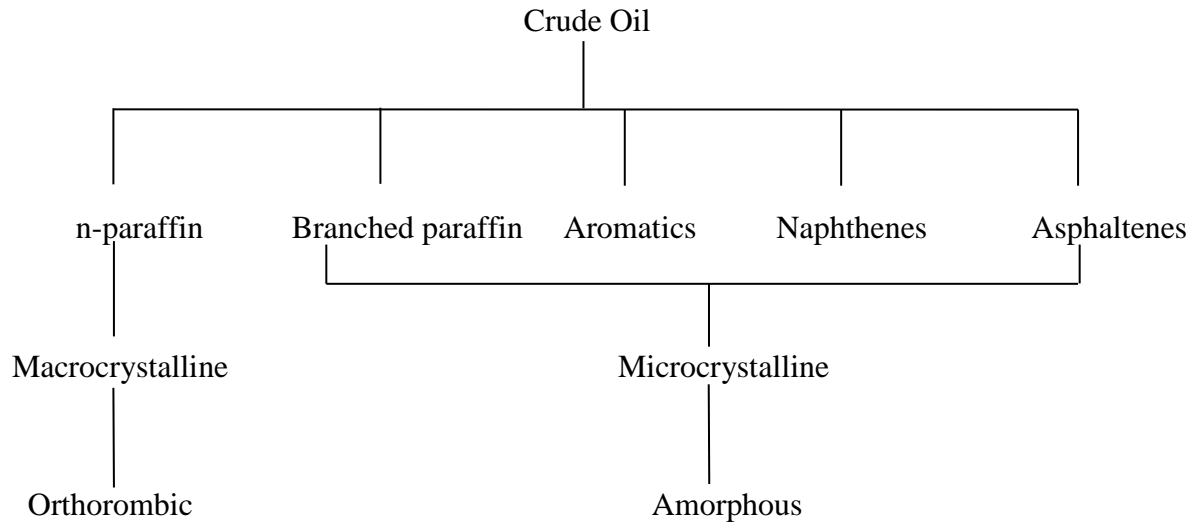 Crude Oil
n-paraffin Branched paraffin Aromatics Naphthenes Asphaltenes
Macrocrystalline Microcrystalline
Orthorombic Amorphous